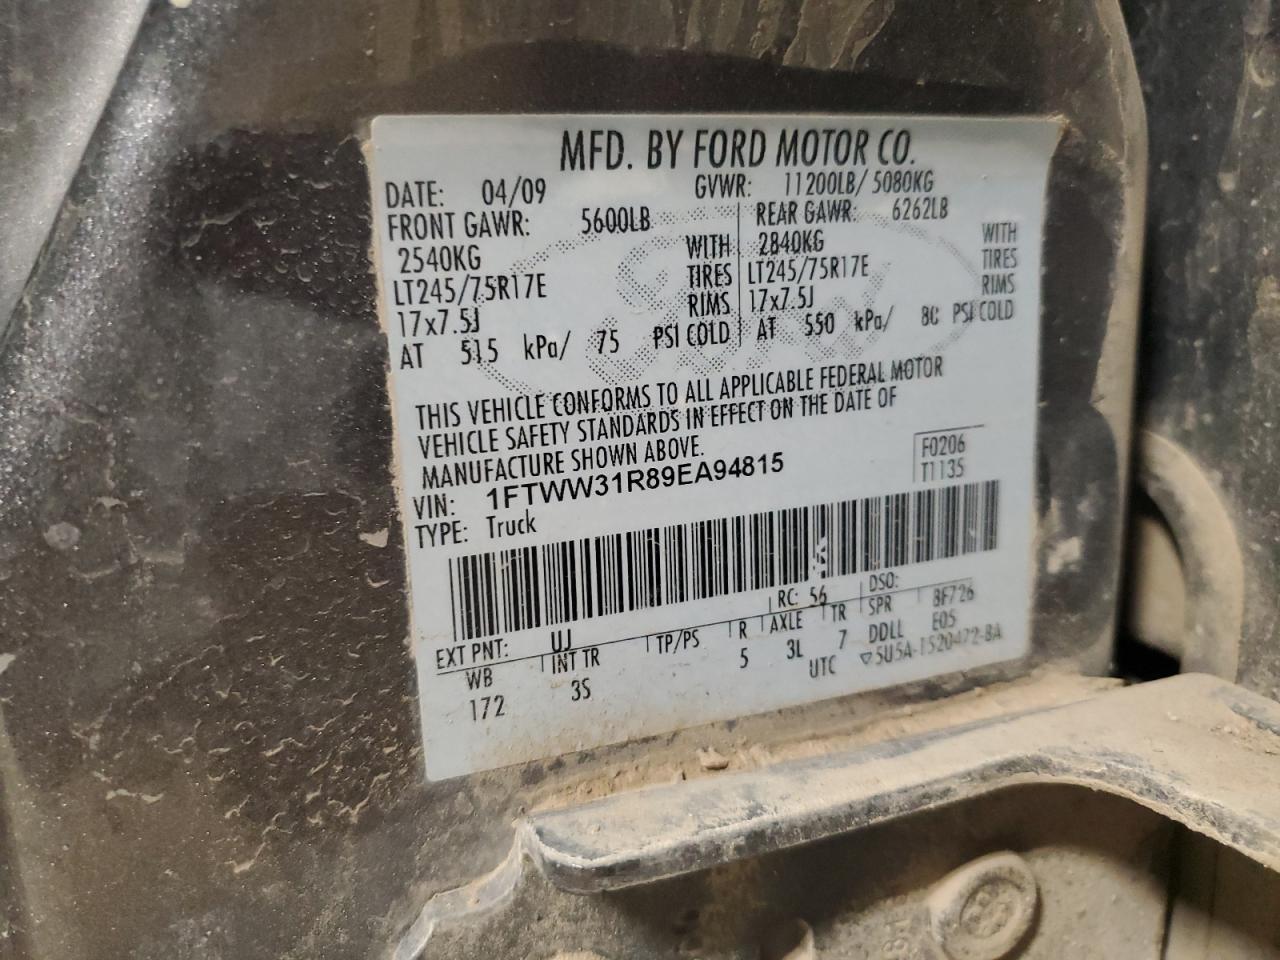 MFD. BY FORD MOTOR CO.
DATE: 04/09 GVWR: 11200LB/ 5080KG
FRONT GAWR: 5600LB REAR GAWR: 6262LB
2540KG WITH 2840KG WITH
LT245/75R17E TIRES LT245/75R17E TIRES
17x7.5J RIMS 17x7.5J RIMS
AT 515 kPa/ 75 PSI COLD AT 550 kPa/ 80 PSI COLD
THIS VEHICLE CONFORMS TO ALL APPLICABLE FEDERAL MOTOR
VEHICLE SAFETY STANDARDS IN EFFECT ON THE DATE OF
MANUFACTURE SHOWN ABOVE.
VIN: 1FTWW31R89EA94815 F0206
TYPE: Truck T1135
EXT PNT: UJ RC: 56 DSO:
WB INT TR TP/PS R AXLE TR SPR 8F726
172 3S 5 3L 7 DDLL E05
UTC ▽5U5A-1520472-BA